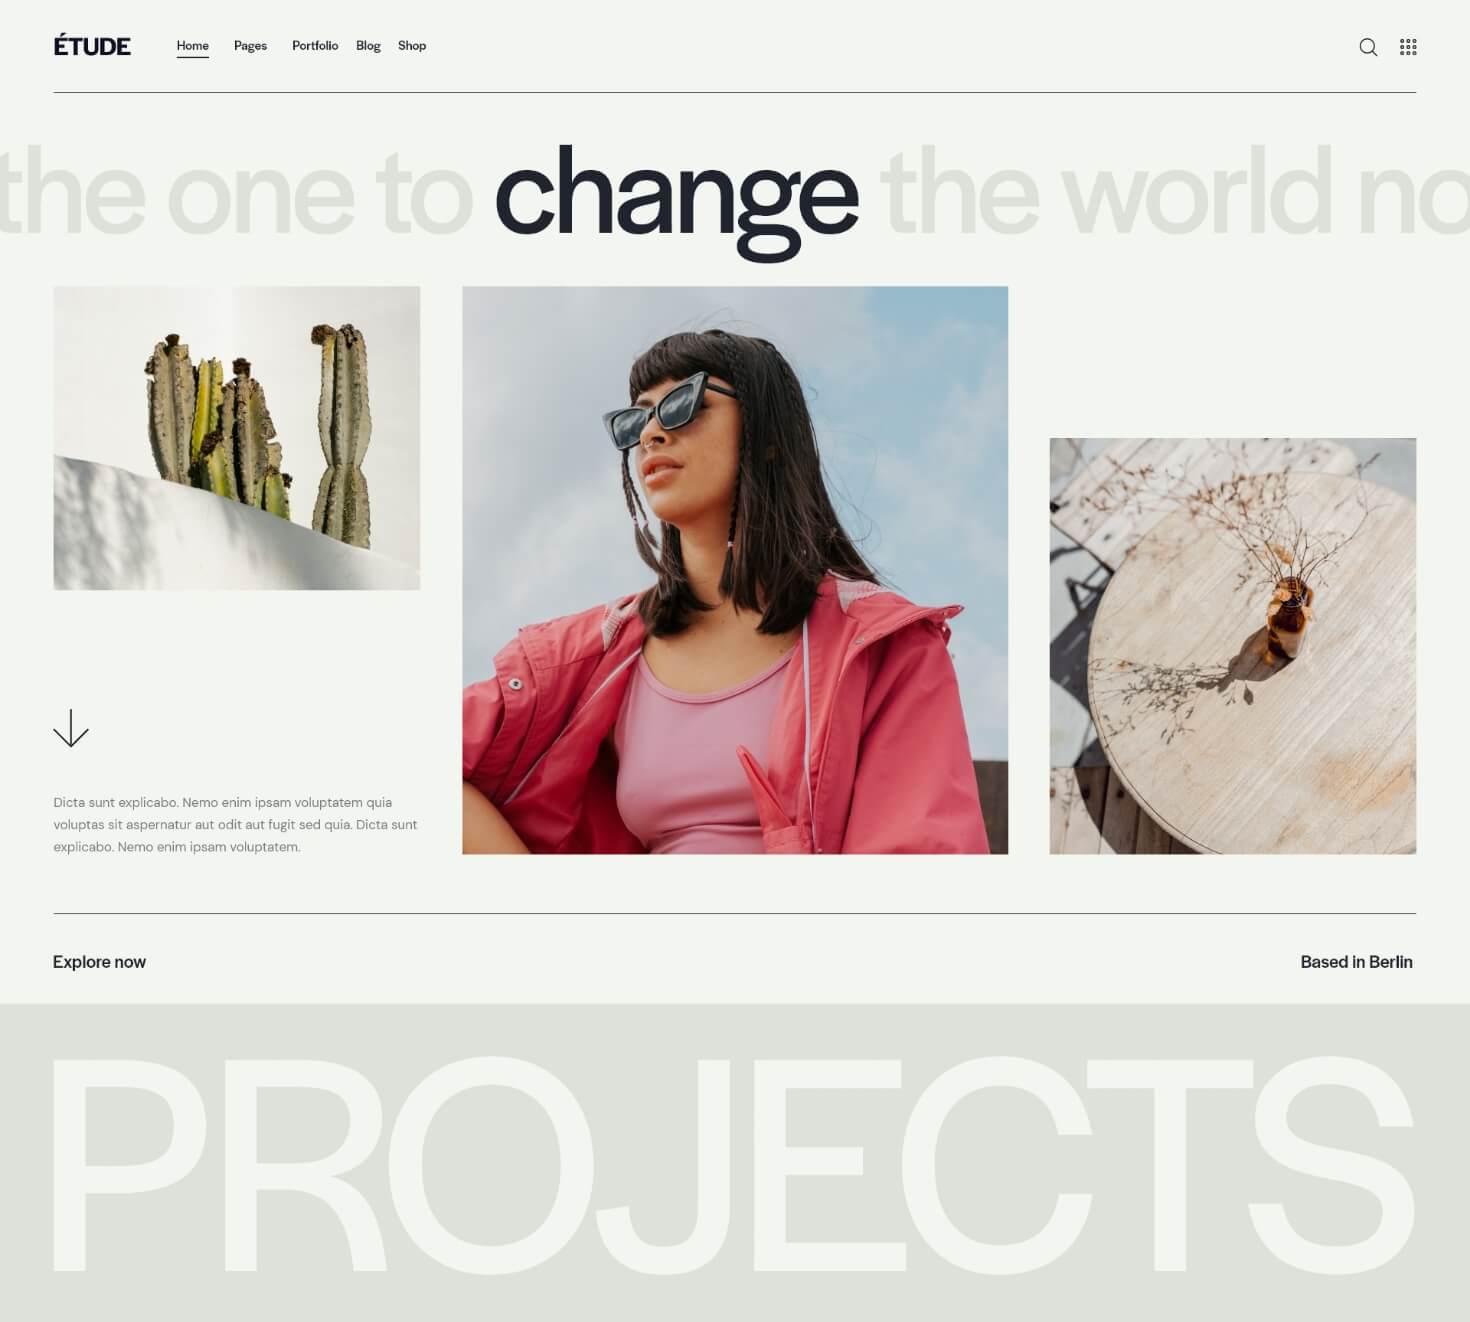 ÉTUDE Home Pages Portfolio Blog Shop
the one to change the world no
Dicta sunt explicabo. Nemo enim ipsam voluptatem quia
voluptas sit aspernatur aut odit aut fugit sed quia. Dicta sunt
explicabo. Nemo enim ipsam voluptatem.
Explore now
Based in Berlin
PROJECTS